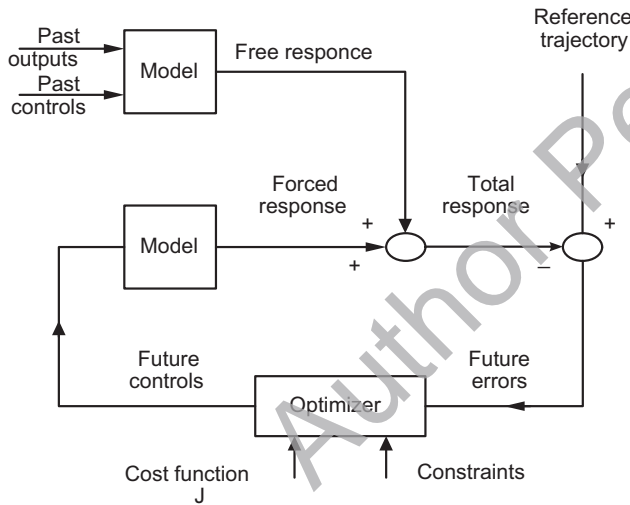 Past
outputs
Past
controls
Model
Free responce
Reference
trajectory
Forced
response
+
+
Total
response
+
–
Model
Future
controls
Optimizer
Future
errors
Cost function
J
Constraints
Author